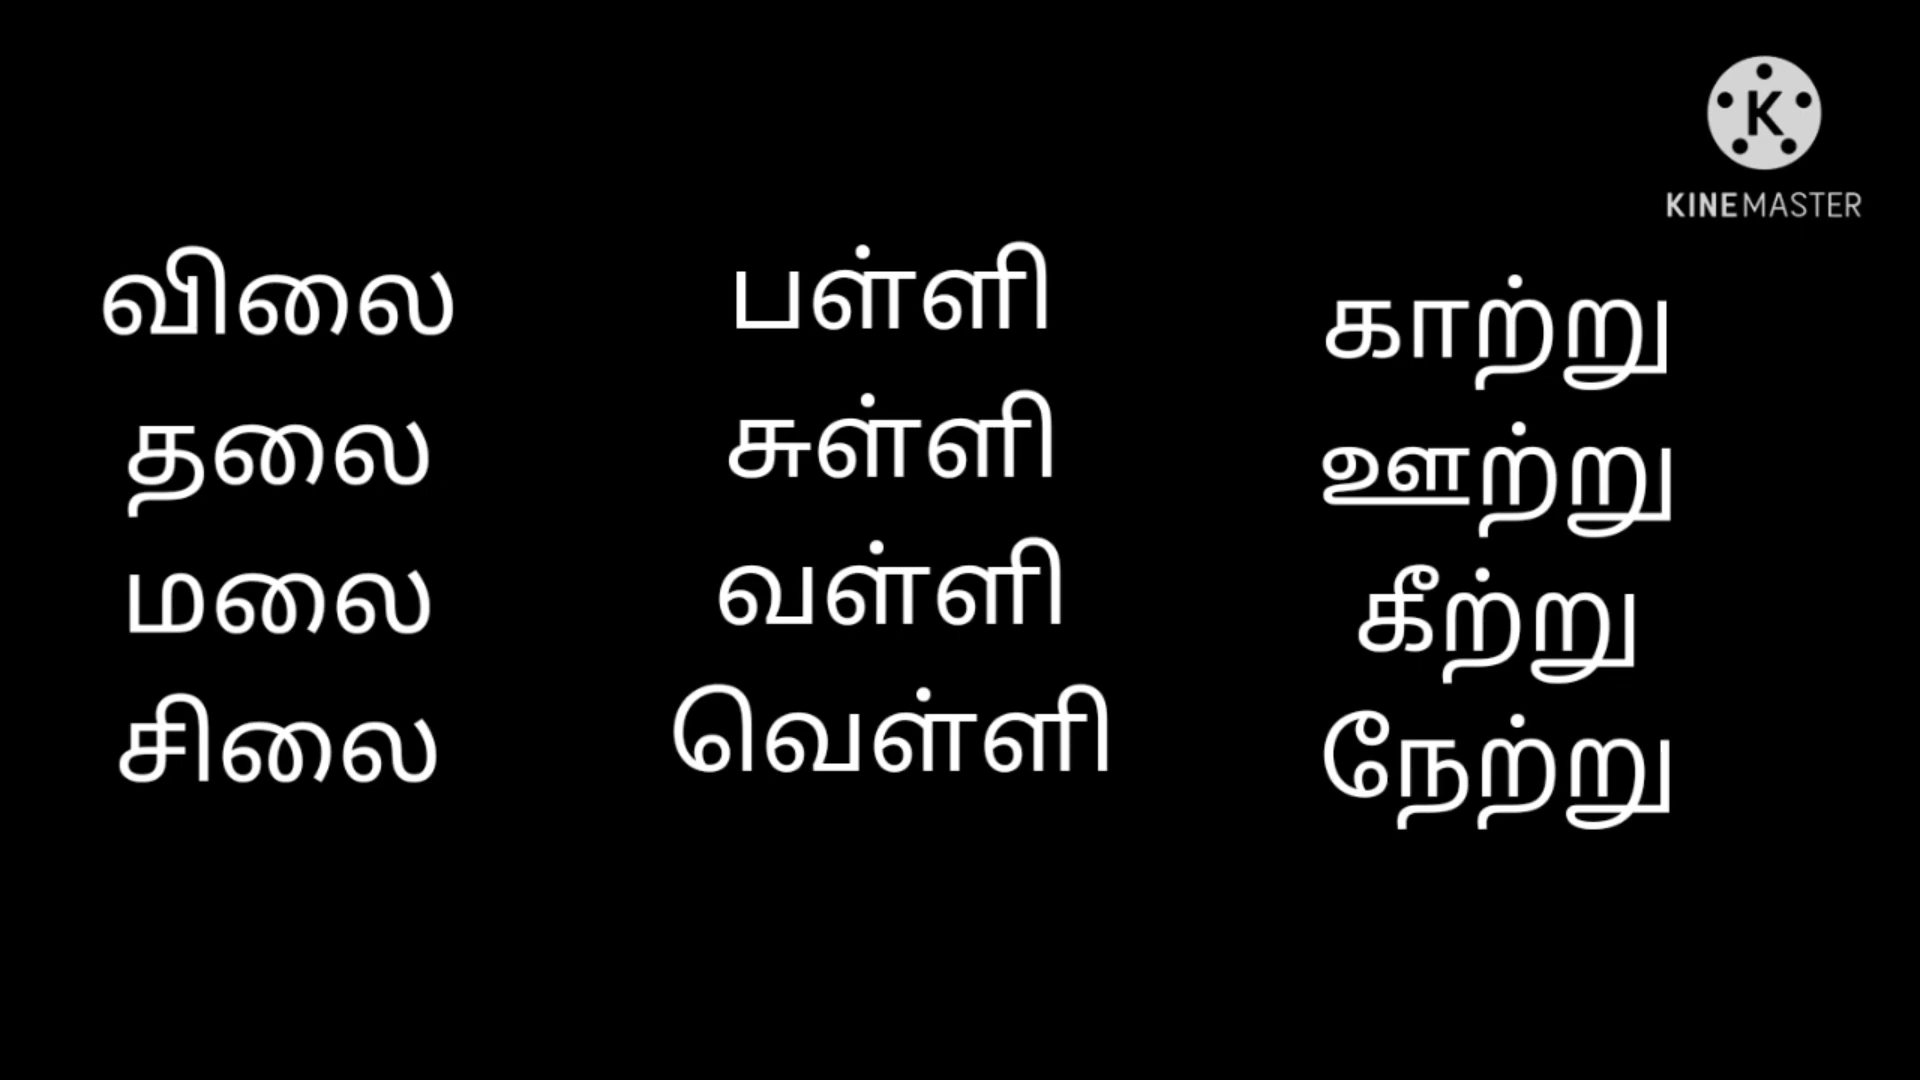 KINEMASTER
விலை
தலை
மலை
சிலை
பள்ளி
சுள்ளி
வள்ளி
வெள்ளி
காற்று
ஊற்று
கீற்று
நேற்று